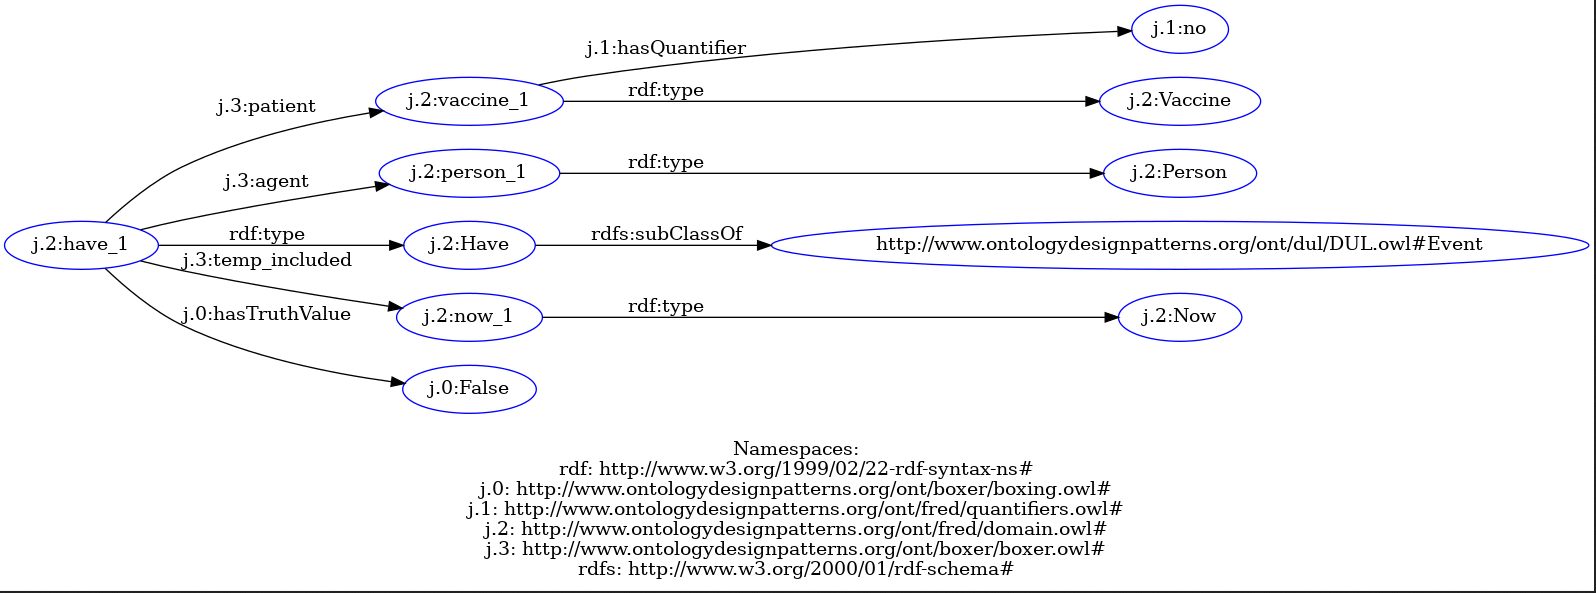 j.1:no
j.1:hasQuantifier
j.2:vaccine_1
rdf:type
j.2:Vaccine
j.3:patient
j.2:person_1
rdf:type
j.2:Person
j.3:agent
j.2:have_1
rdf:type
j.2:Have
rdfs:subClassOf
http://www.ontologydesignpatterns.org/ont/dul/DUL.owl#Event
j.3:temp_included
j.2:now_1
rdf:type
j.2:Now
j.0:hasTruthValue
j.0:False
Namespaces:
rdf: http://www.w3.org/1999/02/22-rdf-syntax-ns#
j.0: http://www.ontologydesignpatterns.org/ont/boxer/boxing.owl#
j.1: http://www.ontologydesignpatterns.org/ont/fred/quantifiers.owl#
j.2: http://www.ontologydesignpatterns.org/ont/fred/domain.owl#
j.3: http://www.ontologydesignpatterns.org/ont/boxer/boxer.owl#
rdfs: http://www.w3.org/2000/01/rdf-schema#